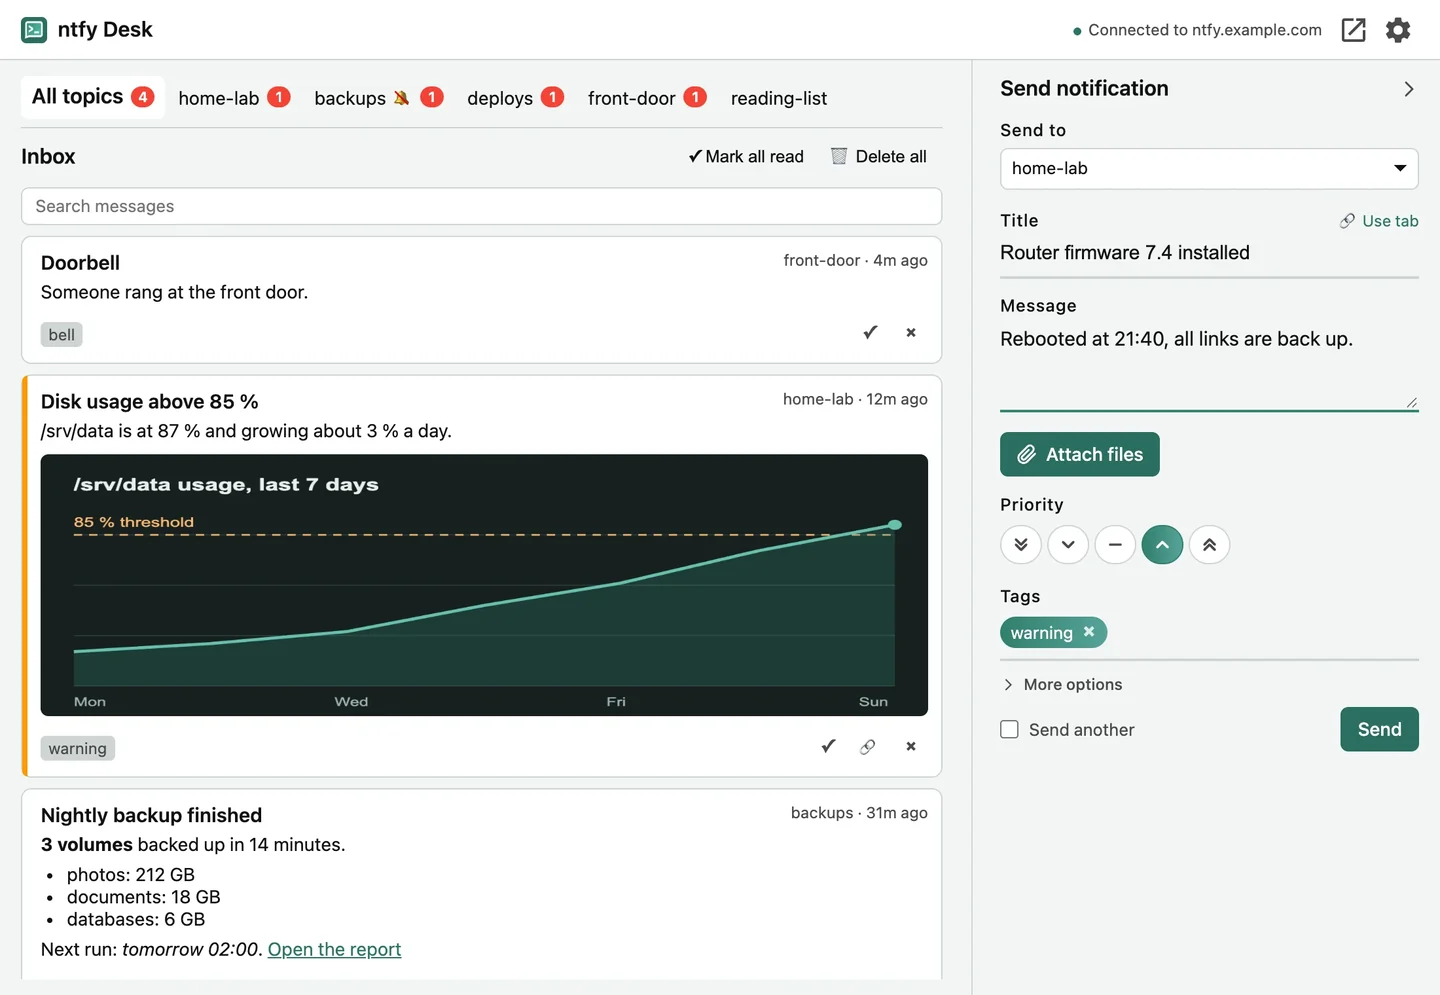 ntfy Desk
Connected to ntfy.example.com
All topics 4
home-lab 1
backups 1
deploys 1
front-door 1
reading-list
Inbox
Mark all read
Delete all
Search messages
Doorbell
front-door · 4m ago
Someone rang at the front door.
bell
Disk usage above 85 %
home-lab · 12m ago
/srv/data is at 87 % and growing about 3 % a day.
/srv/data usage, last 7 days
85 % threshold
Mon Wed Fri Sun
warning
Nightly backup finished
backups · 31m ago
3 volumes backed up in 14 minutes.
• photos: 212 GB
• documents: 18 GB
• databases: 6 GB
Next run: tomorrow 02:00. Open the report
Send notification
Send to
home-lab
Title
Use tab
Router firmware 7.4 installed
Message
Rebooted at 21:40, all links are back up.
Attach files
Priority
Tags
warning
More options
Send another
Send